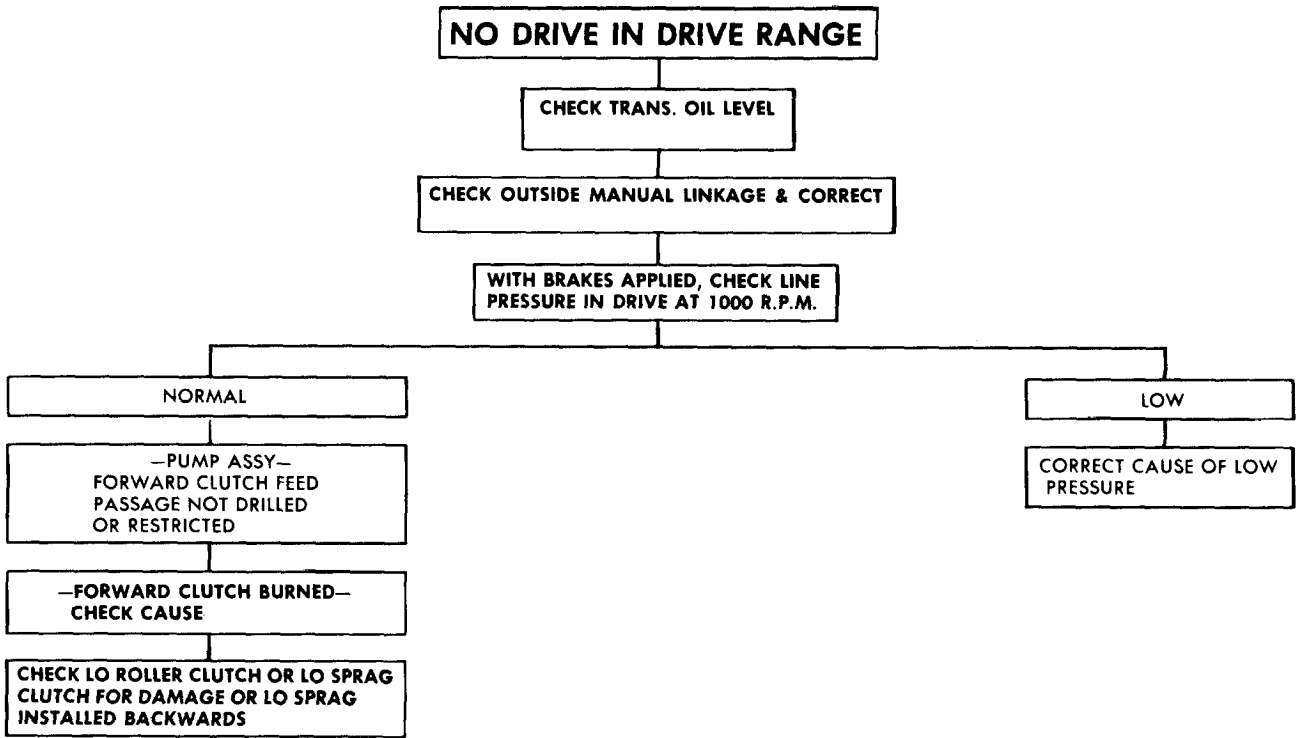 NO DRIVE IN DRIVE RANGE
CHECK TRANS. OIL LEVEL
CHECK OUTSIDE MANUAL LINKAGE & CORRECT
WITH BRAKES APPLIED, CHECK LINE
PRESSURE IN DRIVE AT 1000 R.P.M.
NORMAL
—PUMP ASSY—
FORWARD CLUTCH FEED
PASSAGE NOT DRILLED
OR RESTRICTED
—FORWARD CLUTCH BURNED—
CHECK CAUSE
CHECK LO ROLLER CLUTCH OR LO SPRAG
CLUTCH FOR DAMAGE OR LO SPRAG
INSTALLED BACKWARDS
LOW
CORRECT CAUSE OF LOW
PRESSURE